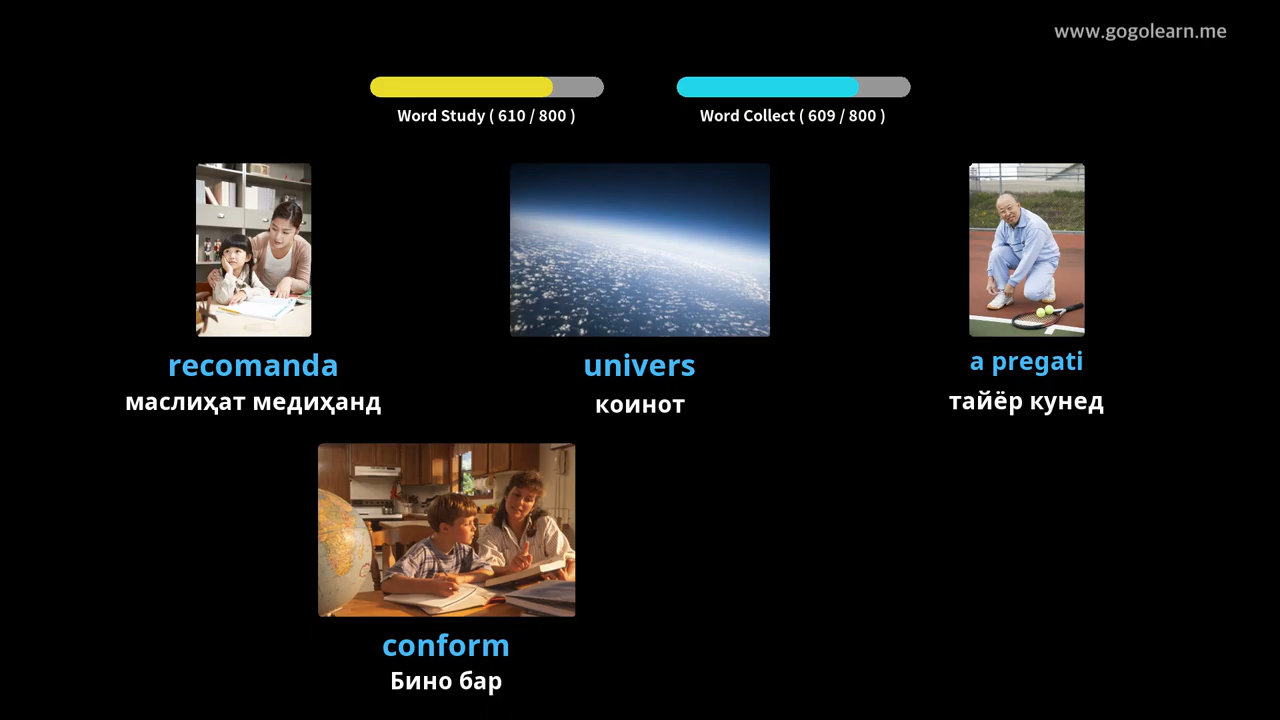 www.gogolearn.me
Word Study ( 610 / 800 )
Word Collect ( 609 / 800 )
recomanda
маслиҳат медиҳанд
univers
коинот
a pregati
тайёр кунед
conform
Бино бар